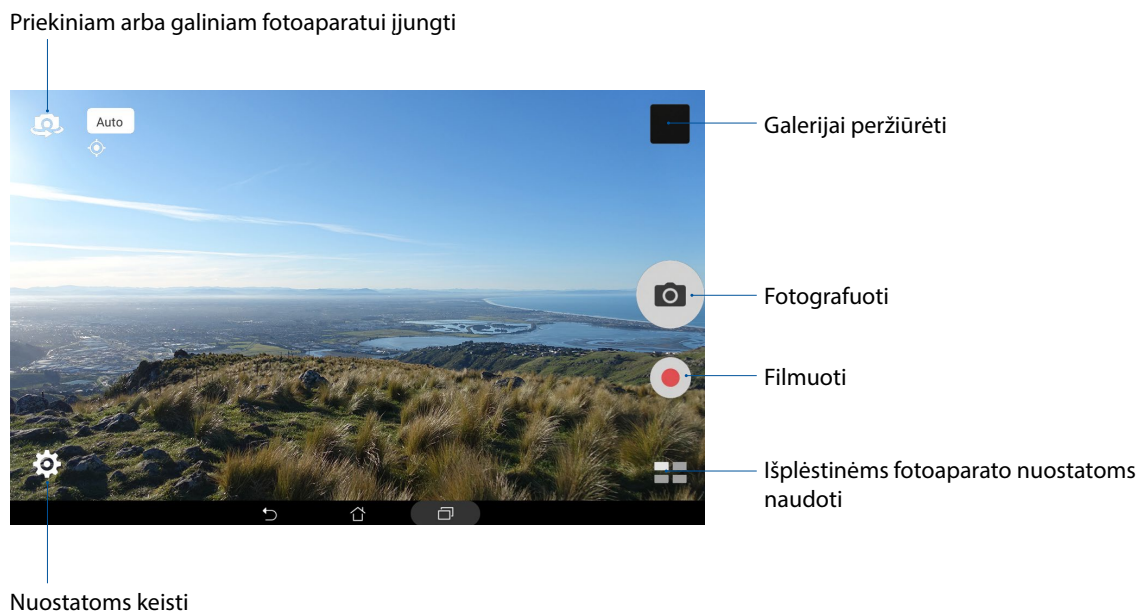 Priekiniam arba galiniam fotoaparatui įjungti
Auto
Galerijai peržiūrėti
Fotografuoti
Filmuoti
Išplėstinėms fotoaparato nuostatoms
naudoti
Nuostatoms keisti